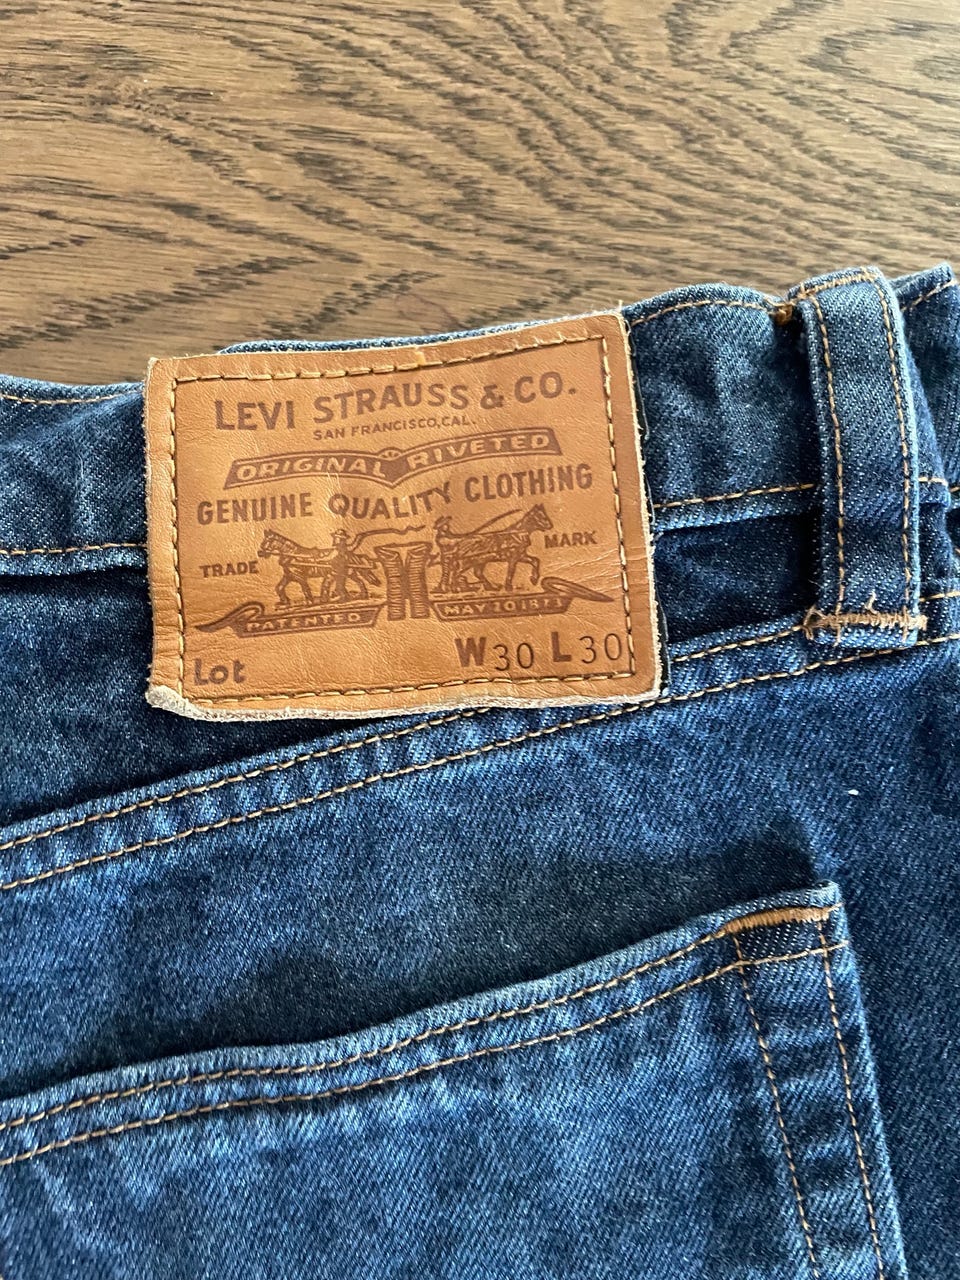 LEVI STRAUSS & CO.
SAN FRANCISCO, CAL.
ORIGINAL RIVETED
GENUINE QUALITY CLOTHING
TRADE MARK
PATENTED MAY 20 1873
Lot W30 L30